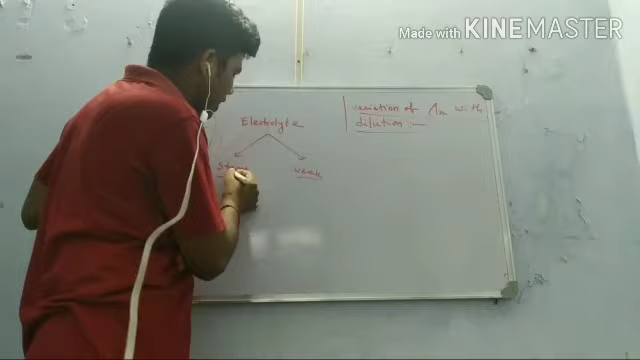 Made with KINEMASTER
variation of Λm with
dilution :-
Electrolyte
weak